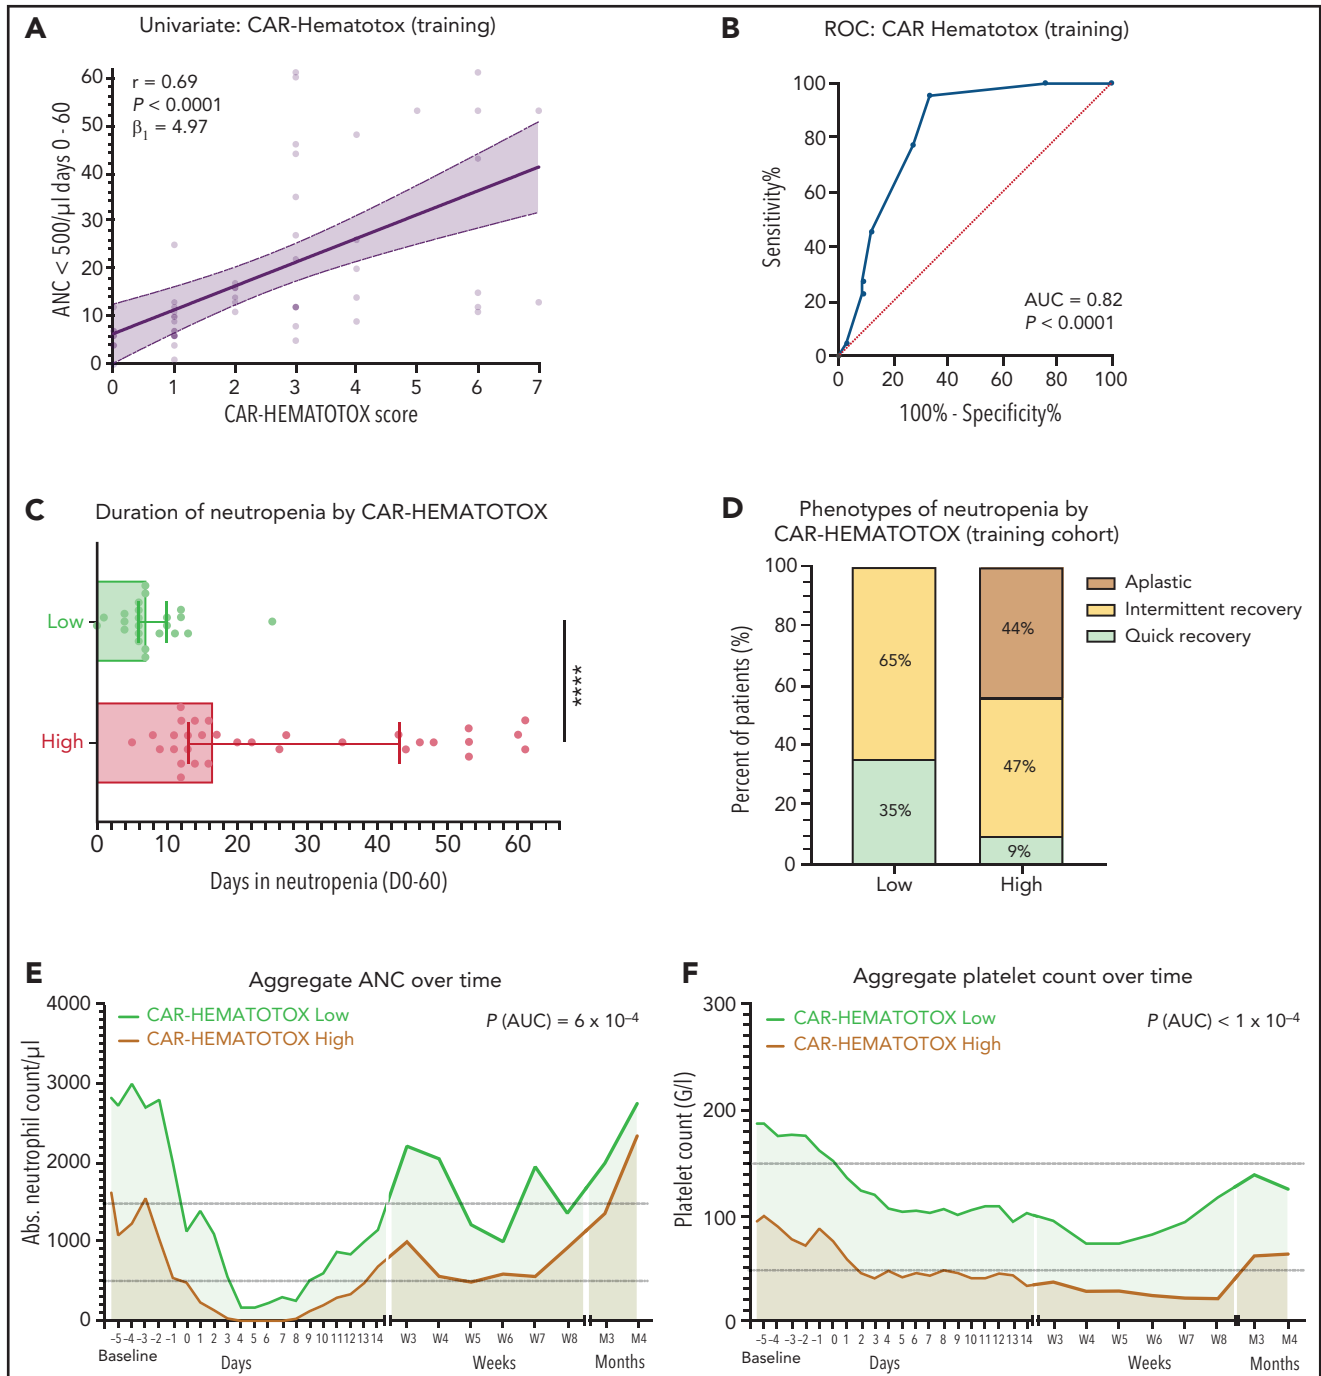 A
Univariate: CAR-Hematotox (training)
r = 0.69
P < 0.0001
β1 = 4.97
ANC < 500/µl days 0 - 60
60
50
40
30
20
10
0
0 1 2 3 4 5 6 7
CAR-HEMATOTOX score
B
ROC: CAR Hematotox (training)
Sensitivity%
100
80
60
40
20
0
AUC = 0.82
P < 0.0001
0 20 40 60 80 100
100% - Specificity%
C
Duration of neutropenia by CAR-HEMATOTOX
Low
High
****
0 10 20 30 40 50 60
Days in neutropenia (D0-60)
D
Phenotypes of neutropenia by
CAR-HEMATOTOX (training cohort)
Percent of patients (%)
100
80
60
40
20
0
65%
35%
44%
47%
9%
Low High
Aplastic
Intermittent recovery
Quick recovery
E
Aggregate ANC over time
CAR-HEMATOTOX Low
CAR-HEMATOTOX High
P (AUC) = 6 x 10–4
Abs. neutrophil count/µl
4000
3000
2000
1000
0
–5 –4 –3 –2 –1 0 1 2 3 4 5 6 7 8 9 10 11 12 13 14 W3 W4 W5 W6 W7 W8 M3 M4
Baseline Days Weeks Months
F
Aggregate platelet count over time
CAR-HEMATOTOX Low
CAR-HEMATOTOX High
P (AUC) < 1 x 10–4
Platelet count (G/l)
300
200
100
0
–5 –4 –3 –2 –1 0 1 2 3 4 5 6 7 8 9 10 11 12 13 14 W3 W4 W5 W6 W7 W8 M3 M4
Baseline Days Weeks Months